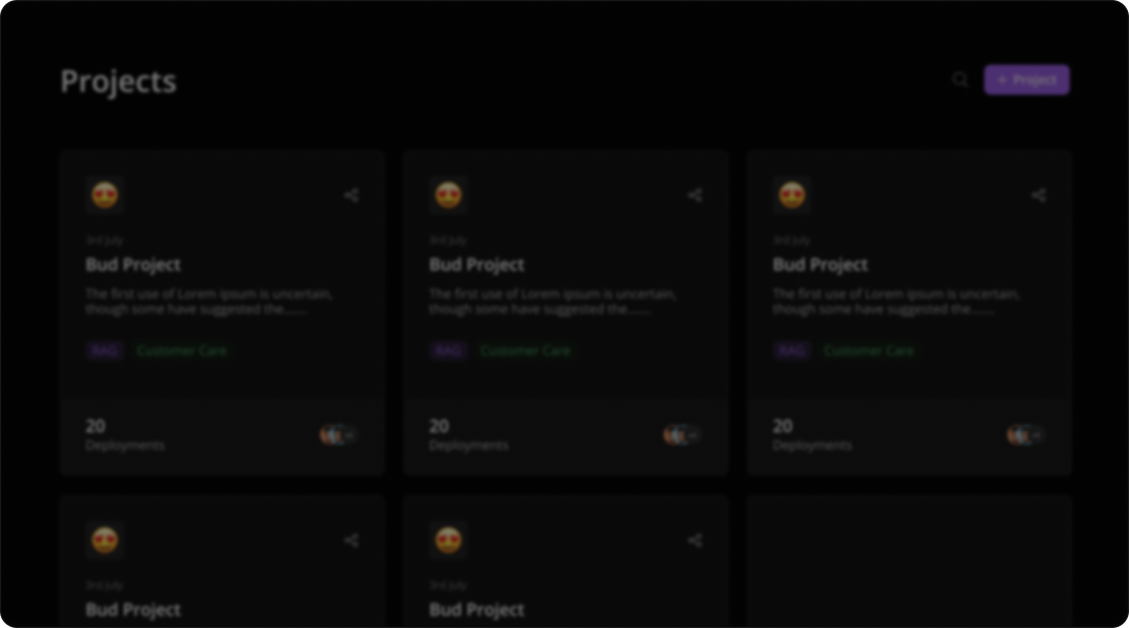 Projects
+ Project
3rd July
Bud Project
The first use of Lorem ipsum is uncertain,
though some have suggested the......
RAG
Customer Care
20
Deployments
3rd July
Bud Project
The first use of Lorem ipsum is uncertain,
though some have suggested the......
RAG
Customer Care
20
Deployments
3rd July
Bud Project
The first use of Lorem ipsum is uncertain,
though some have suggested the......
RAG
Customer Care
20
Deployments
3rd July
Bud Project
3rd July
Bud Project